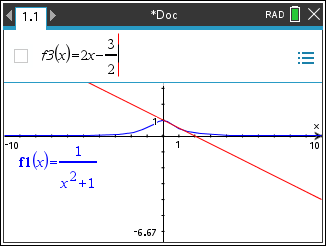 1.1 *Doc RAD
f3(x)=2x-3/2
1 x
-10 1 10
f1(x)=1/(x²+1)
-6.67